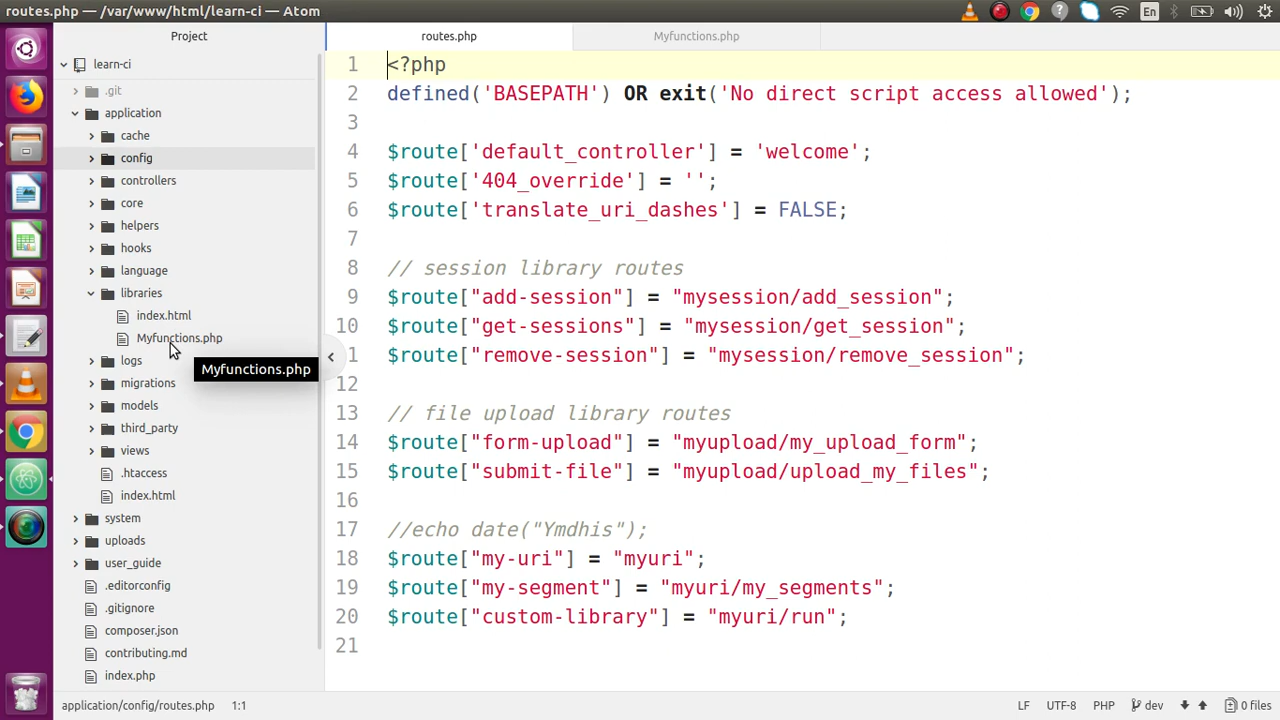 routes.php — /var/www/html/learn-ci — Atom
En
Project
learn-ci
.git
application
cache
config
controllers
core
helpers
hooks
language
libraries
index.html
Myfunctions.php
logs
migrations
models
third_party
views
.htaccess
index.html
system
uploads
user_guide
.editorconfig
.gitignore
composer.json
contributing.md
index.php
Myfunctions.php
routes.php
Myfunctions.php
1 <?php
2 defined('BASEPATH') OR exit('No direct script access allowed');
3
4 $route['default_controller'] = 'welcome';
5 $route['404_override'] = '';
6 $route['translate_uri_dashes'] = FALSE;
7
8 // session library routes
9 $route["add-session"] = "mysession/add_session";
10 $route["get-sessions"] = "mysession/get_session";
1 $route["remove-session"] = "mysession/remove_session";
12
13 // file upload library routes
14 $route["form-upload"] = "myupload/my_upload_form";
15 $route["submit-file"] = "myupload/upload_my_files";
16
17 //echo date("Ymdhis");
18 $route["my-uri"] = "myuri";
19 $route["my-segment"] = "myuri/my_segments";
20 $route["custom-library"] = "myuri/run";
21
application/config/routes.php 1:1
LF UTF-8 PHP dev 0 files